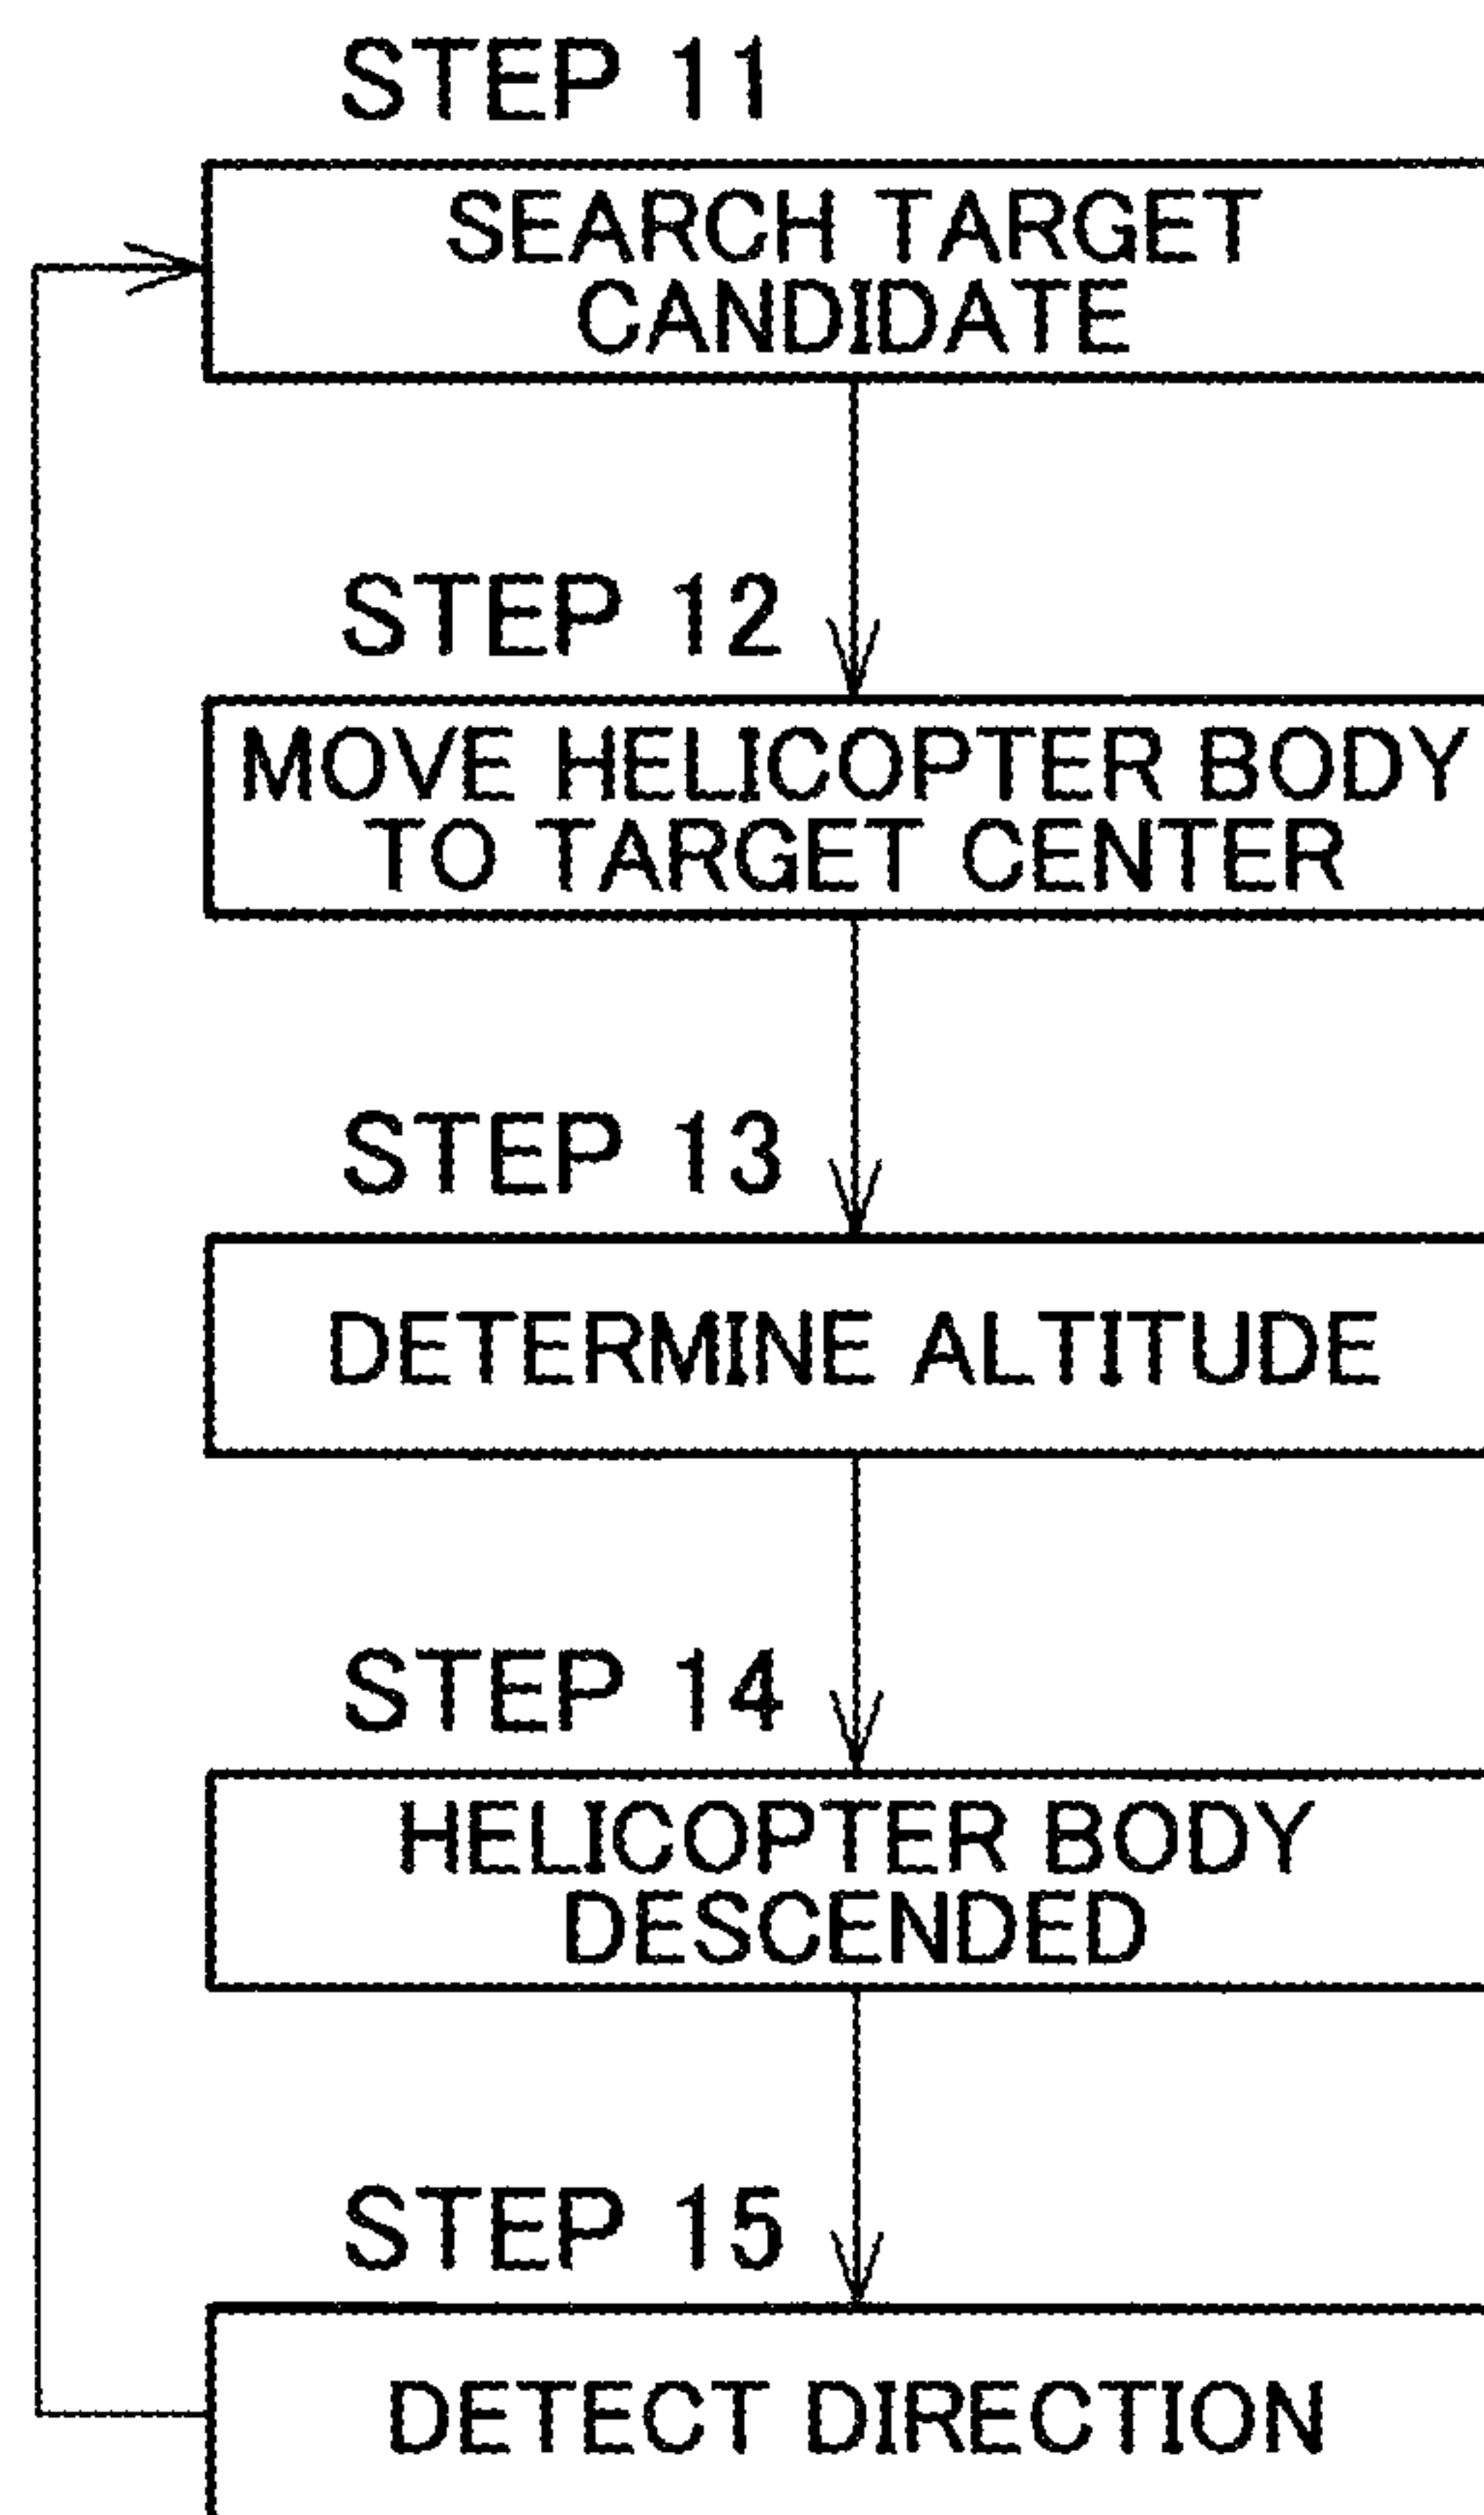 STEP 11
SEARCH TARGET
CANDIDATE
STEP 12
MOVE HELICOPTER BODY
TO TARGET CENTER
STEP 13
DETERMINE ALTITUDE
STEP 14
HELICOPTER BODY
DESCENDED
STEP 15
DETECT DIRECTION